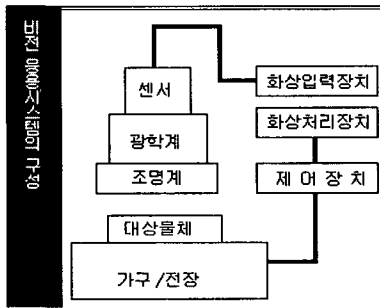 비전 응용시스템의 구성
센서
광학계
조명계
대상물체
가구/전장
화상입력장치
화상처리장치
제어장치